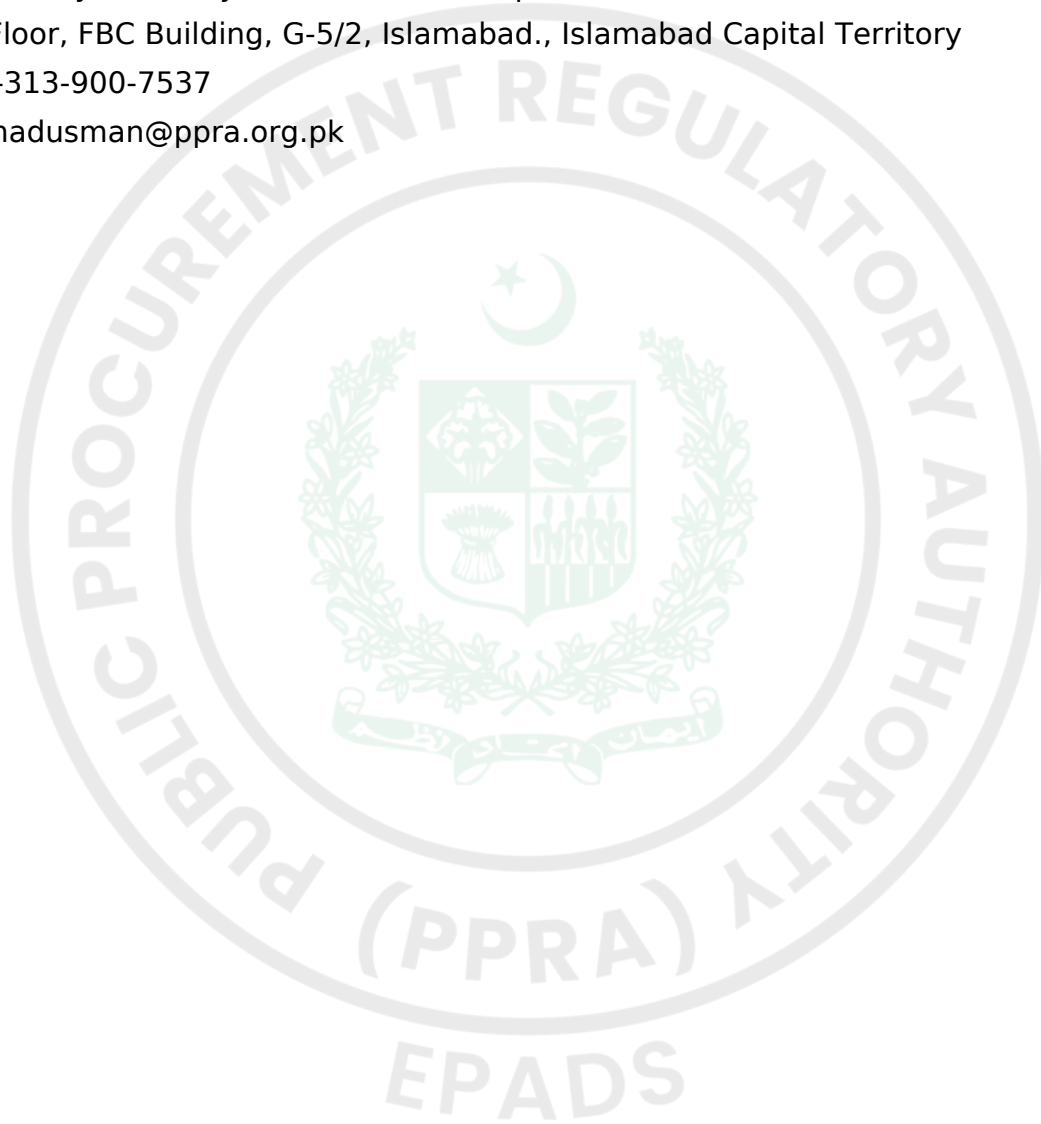 Floor, FBC Building, G-5/2, Islamabad., Islamabad Capital Territory
-313-900-7537
nadusman@ppra.org.pk
PUBLIC PROCUREMENT REGULATORY AUTHORITY
(PPRA)
EPADS